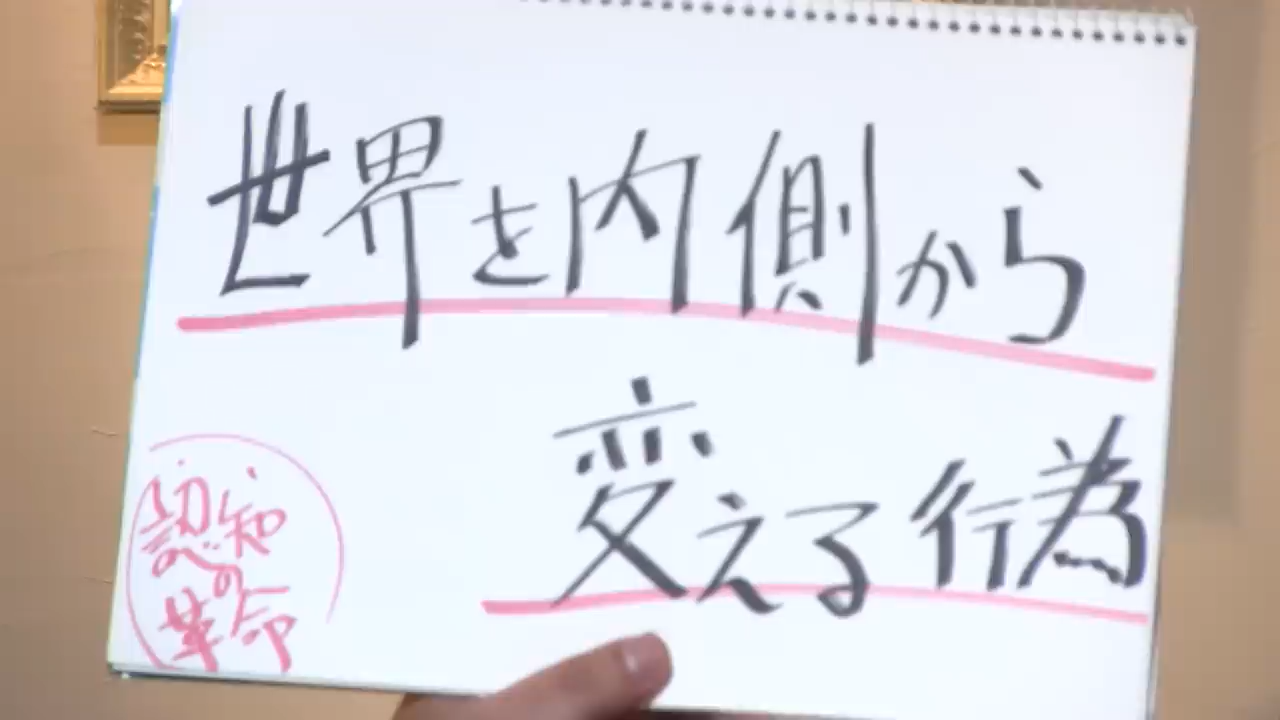 世界を内側から
変える行為
認知
の
革命